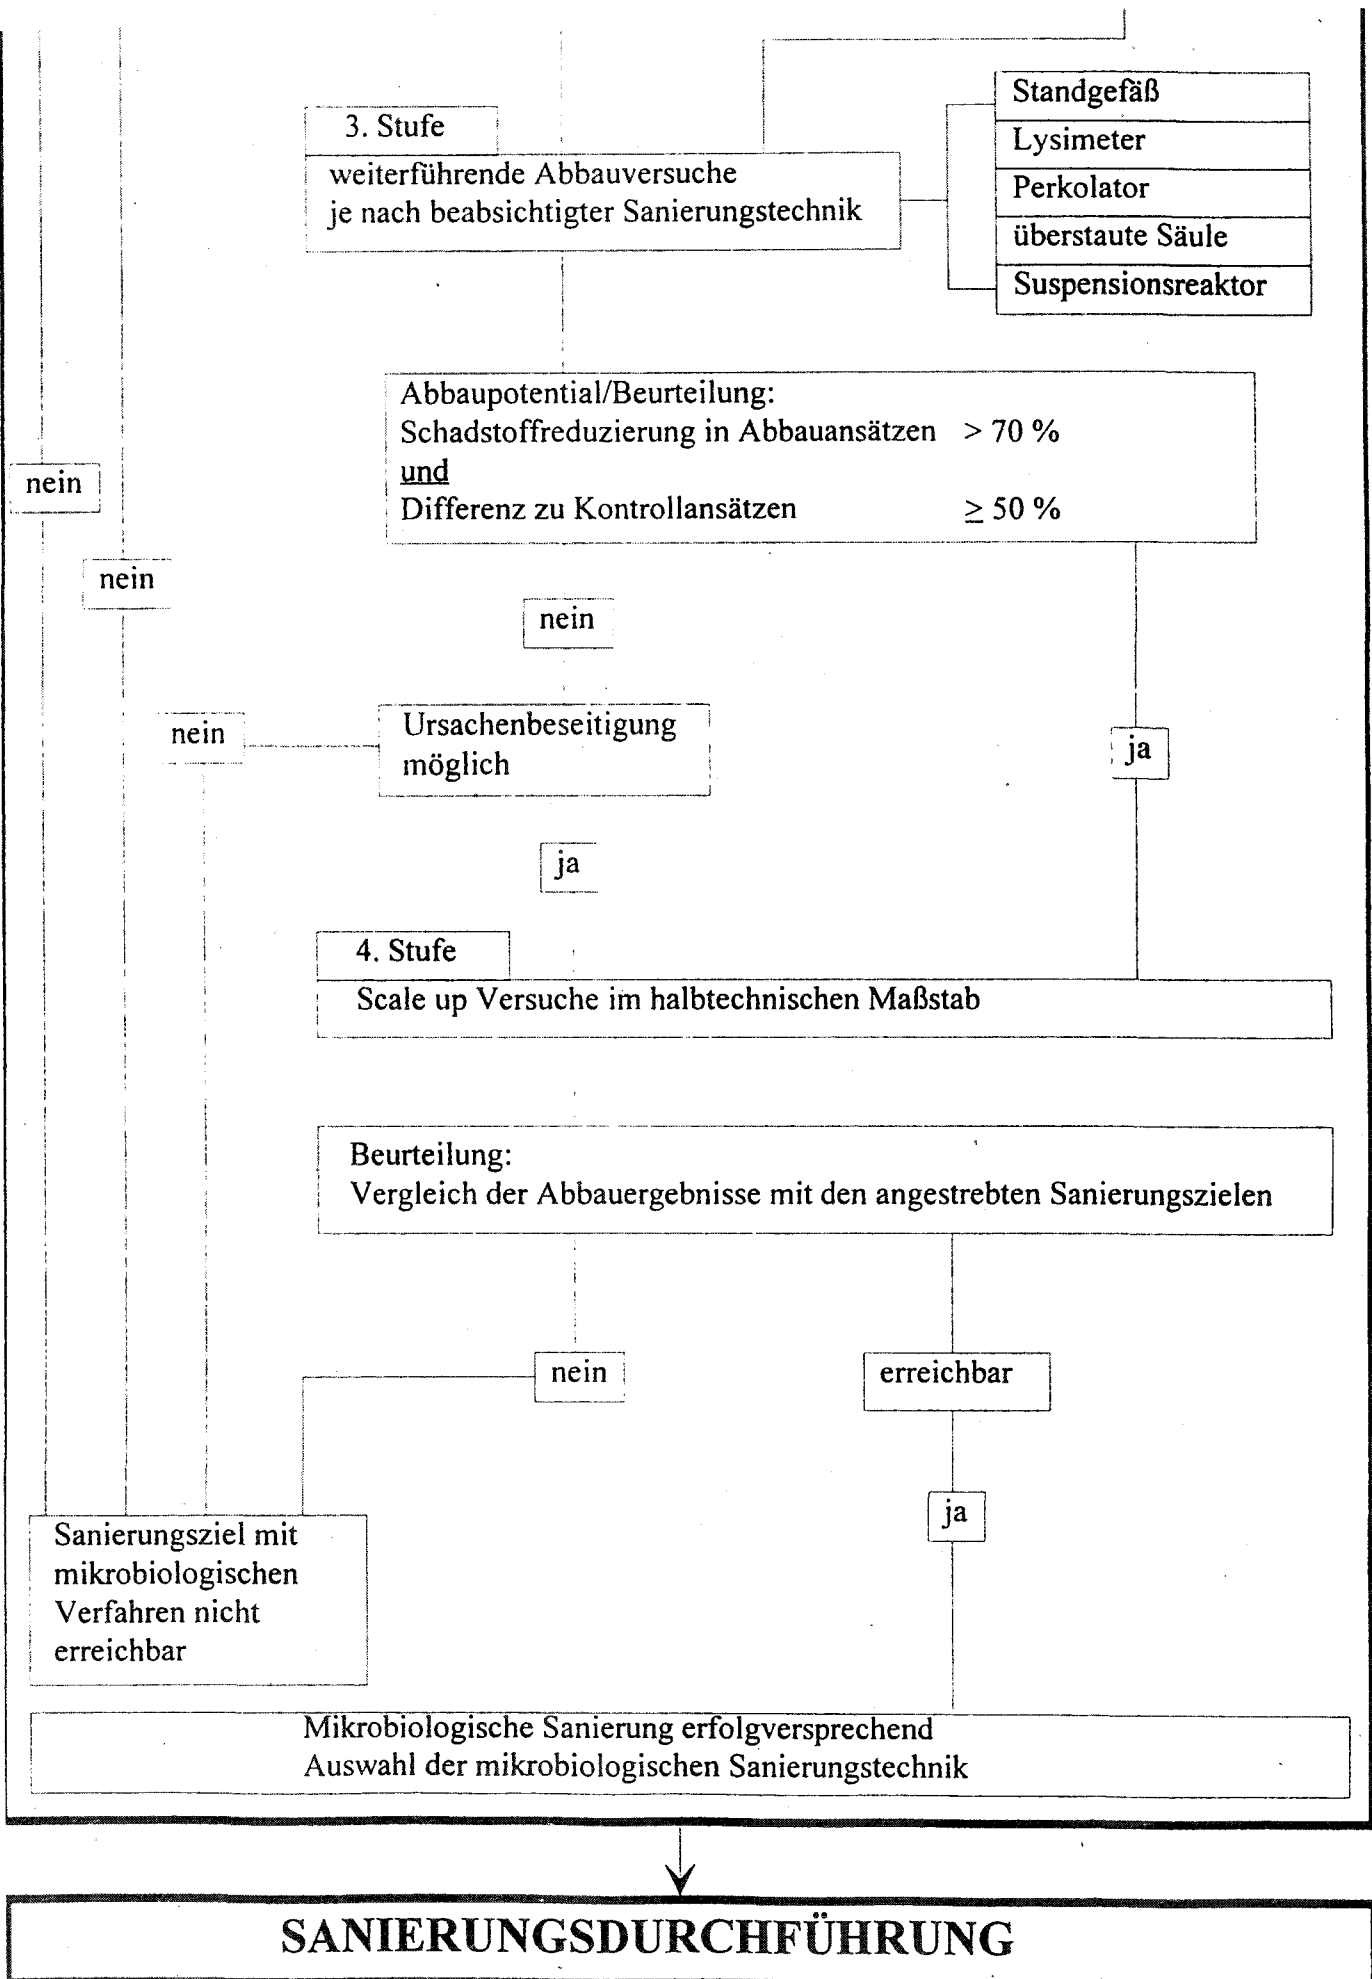 3. Stufe
weiterführende Abbauversuche
je nach beabsichtigter Sanierungstechnik
Standgefäß
Lysimeter
Perkolator
überstaute Säule
Suspensionsreaktor
Abbaupotential/Beurteilung:
Schadstoffreduzierung in Abbauansätzen > 70 %
und
Differenz zu Kontrollansätzen ≥ 50 %
nein
nein
nein
nein
Ursachenbeseitigung
möglich
ja
ja
4. Stufe
Scale up Versuche im halbtechnischen Maßstab
Beurteilung:
Vergleich der Abbauergebnisse mit den angestrebten Sanierungszielen
nein
erreichbar
ja
Sanierungsziel mit
mikrobiologischen
Verfahren nicht
erreichbar
Mikrobiologische Sanierung erfolgversprechend
Auswahl der mikrobiologischen Sanierungstechnik
SANIERUNGSDURCHFÜHRUNG